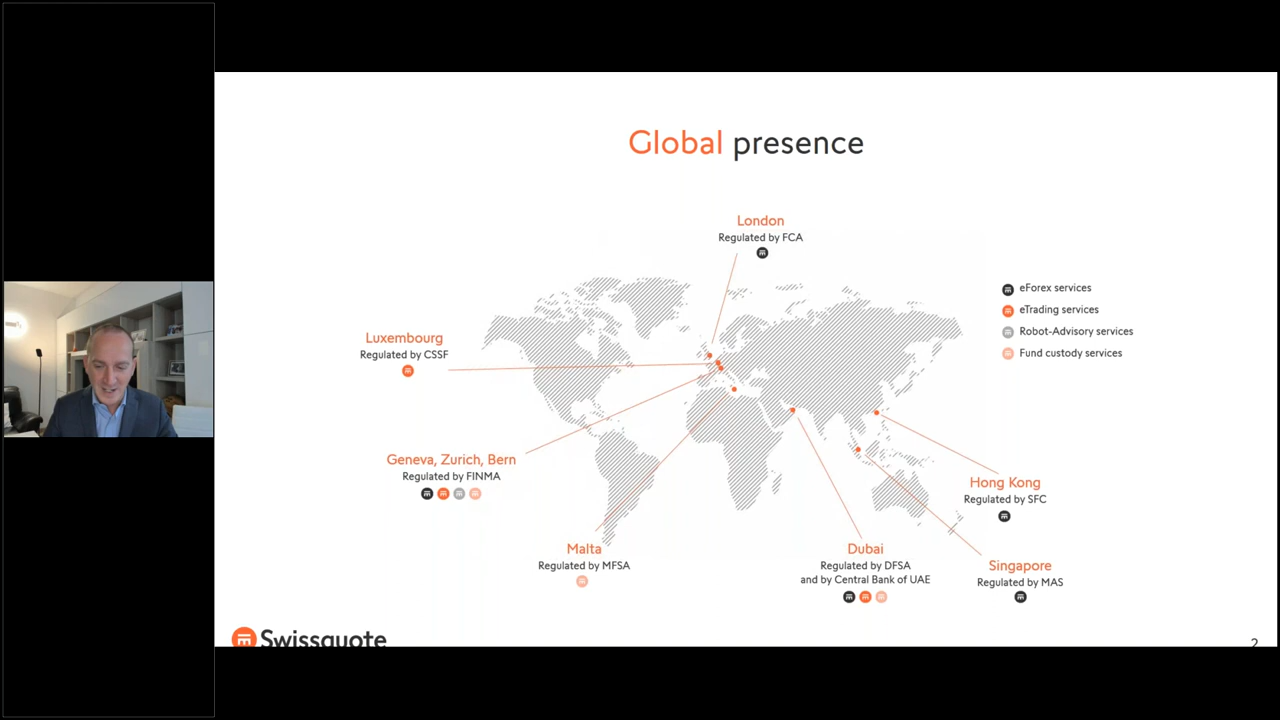 Global presence
London
Regulated by FCA
eForex services
eTrading services
Robot-Advisory services
Fund custody services
Luxembourg
Regulated by CSSF
Geneva, Zurich, Bern
Regulated by FINMA
Hong Kong
Regulated by SFC
Malta
Regulated by MFSA
Dubai
Regulated by DFSA
and by Central Bank of UAE
Singapore
Regulated by MAS
Swissquote
2